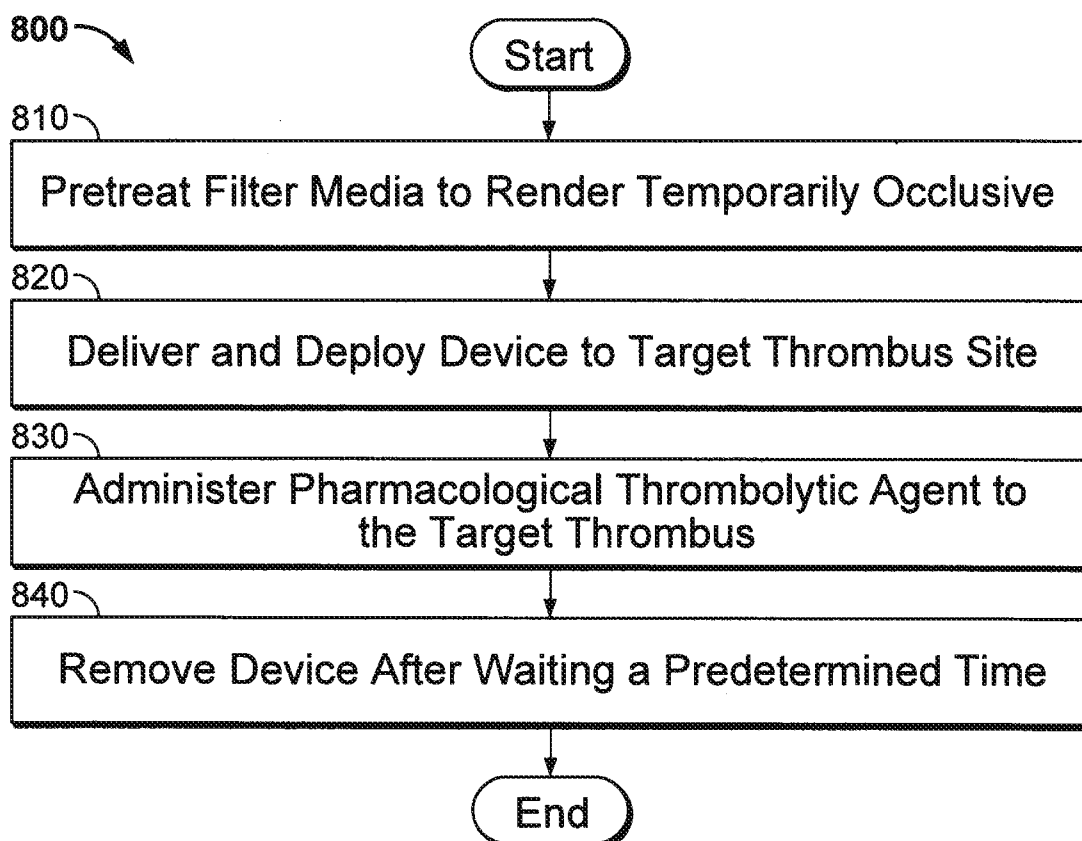 800
Start
810
Pretreat Filter Media to Render Temporarily Occlusive
820
Deliver and Deploy Device to Target Thrombus Site
830
Administer Pharmacological Thrombolytic Agent to
the Target Thrombus
840
Remove Device After Waiting a Predetermined Time
End